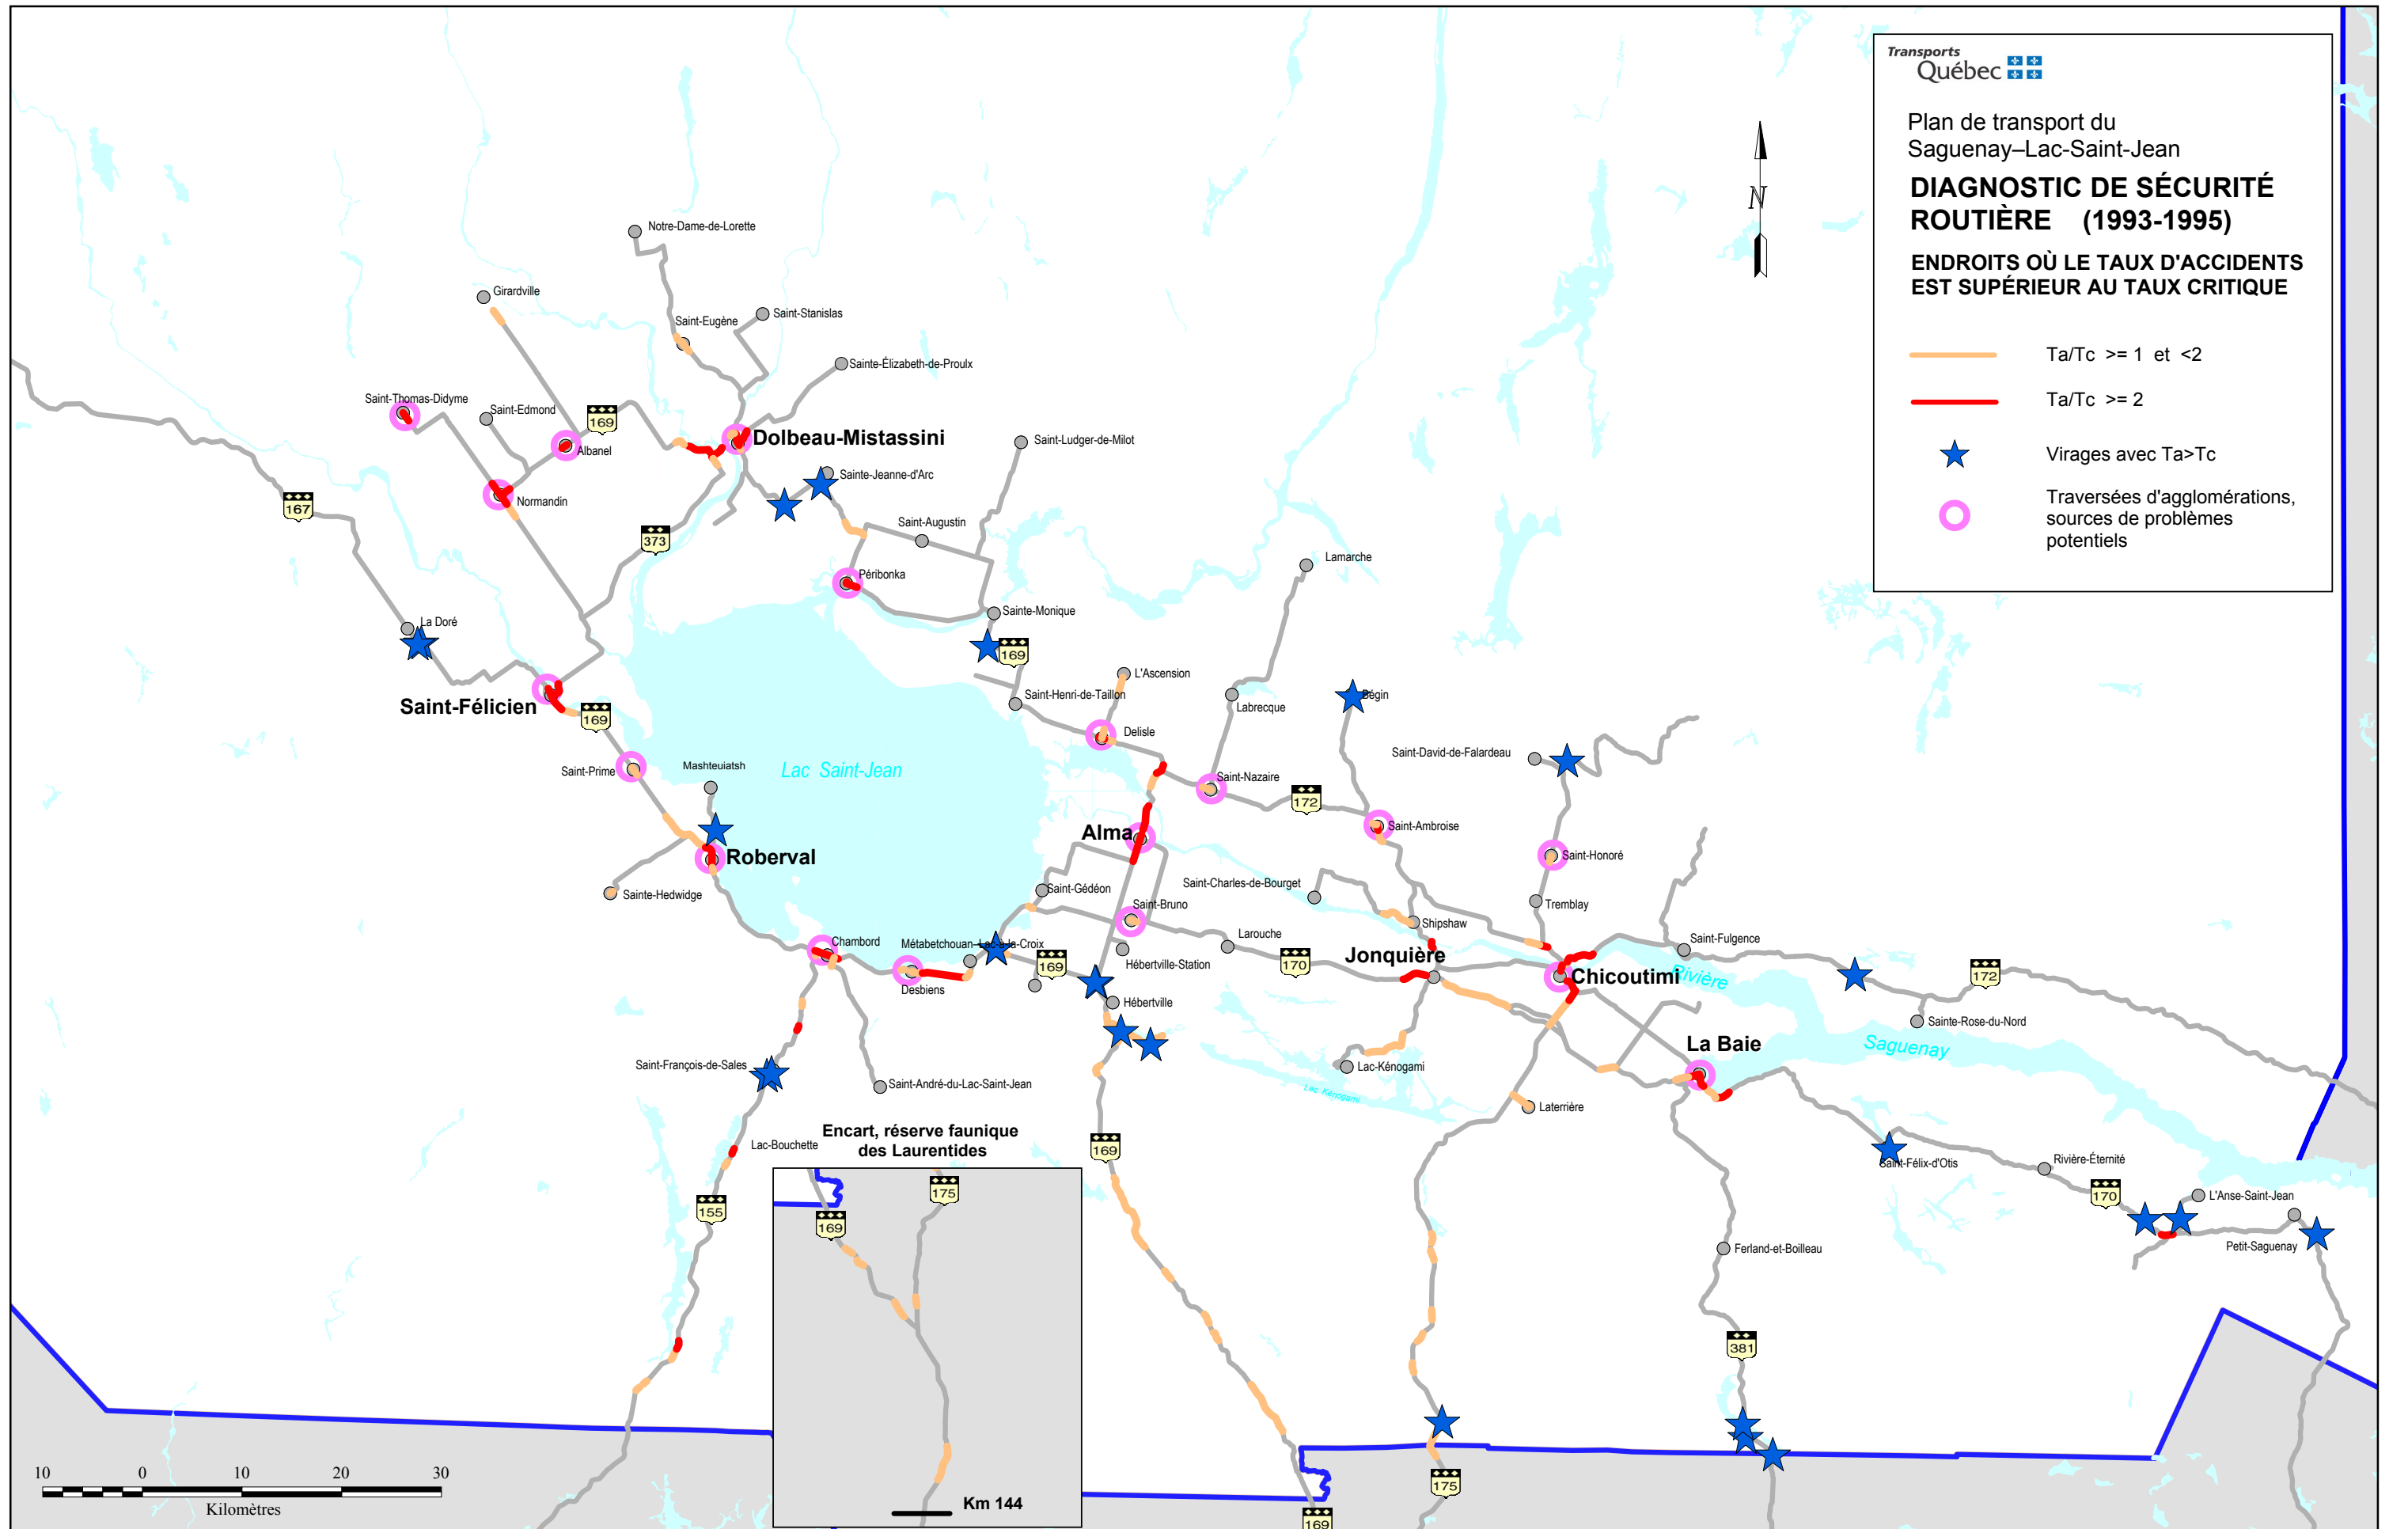 Transports
Québec
Plan de transport du
Saguenay–Lac-Saint-Jean
DIAGNOSTIC DE SÉCURITÉ
ROUTIÈRE (1993-1995)
ENDROITS OÙ LE TAUX D'ACCIDENTS
EST SUPÉRIEUR AU TAUX CRITIQUE
Ta/Tc >= 1 et <2
Ta/Tc >= 2
Virages avec Ta>Tc
Traversées d'agglomérations,
sources de problèmes
potentiels
N
Notre-Dame-de-Lorette
Girardville
Saint-Eugène
Saint-Stanislas
Sainte-Élizabeth-de-Proulx
Saint-Thomas-Didyme
Saint-Edmond
169
Albanel
Dolbeau-Mistassini
Saint-Ludger-de-Milot
Sainte-Jeanne-d'Arc
Normandin
167
373
Saint-Augustin
Lamarche
Péribonka
Sainte-Monique
La Doré
169
L'Ascension
Saint-Henri-de-Taillon
Labrecque
Bégin
Saint-Félicien
169
Delisle
Saint-David-de-Falardeau
Saint-Prime
Mashteuiatsh
Lac Saint-Jean
Saint-Nazaire
172
Alma
Saint-Ambroise
Roberval
Saint-Honoré
Sainte-Hedwidge
Saint-Gédéon
Saint-Charles-de-Bourget
Saint-Bruno
Tremblay
Shipshaw
Chambord
Métabetchouan–Lac-à-la-Croix
Larouche
Saint-Fulgence
169
Hébertville-Station
170
Jonquière
Chicoutimi
Rivière
172
Desbiens
Hébertville
Sainte-Rose-du-Nord
La Baie
Saguenay
Saint-François-de-Sales
Lac-Kénogami
Saint-André-du-Lac-Saint-Jean
Lac Kénogami
Laterrière
Lac-Bouchette
Encart, réserve faunique
des Laurentides
169
Saint-Félix-d'Otis
Rivière-Éternité
170
L'Anse-Saint-Jean
155
175
169
Petit-Saguenay
Ferland-et-Boilleau
381
175
169
Km 144
10 0 10 20 30
Kilomètres